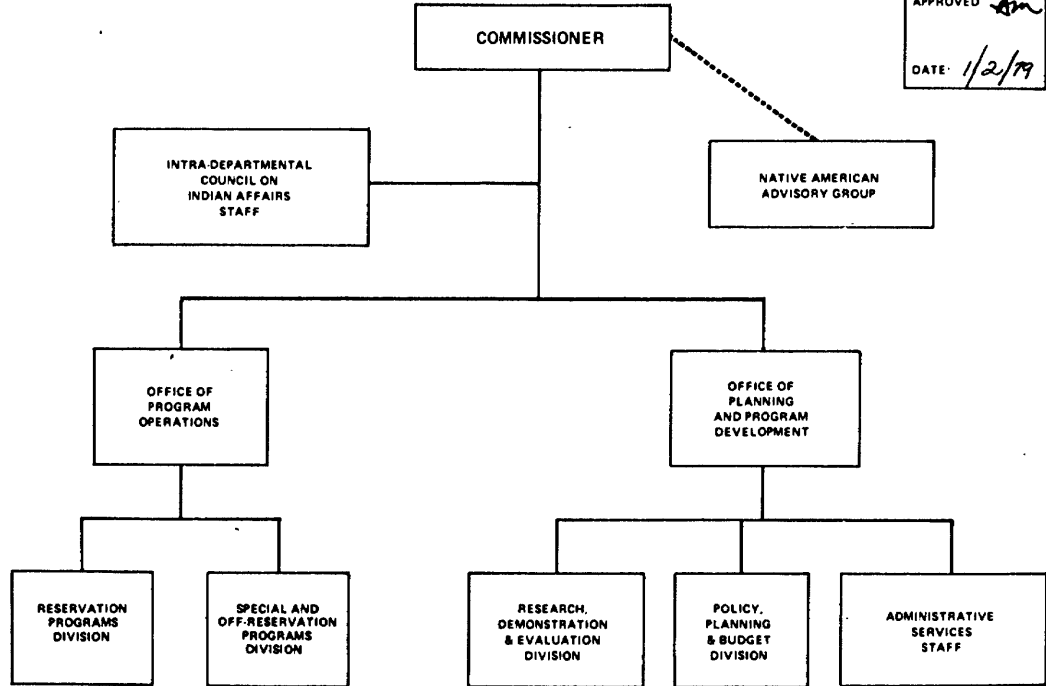 COMMISSIONER
APPROVED
DATE: 1/2/79
INTRA-DEPARTMENTAL
COUNCIL ON
INDIAN AFFAIRS
STAFF
NATIVE AMERICAN
ADVISORY GROUP
OFFICE OF
PROGRAM
OPERATIONS
OFFICE OF
PLANNING
AND PROGRAM
DEVELOPMENT
RESERVATION
PROGRAMS
DIVISION
SPECIAL AND
OFF-RESERVATION
PROGRAMS
DIVISION
RESEARCH,
DEMONSTRATION
& EVALUATION
DIVISION
POLICY,
PLANNING
& BUDGET
DIVISION
ADMINISTRATIVE
SERVICES
STAFF